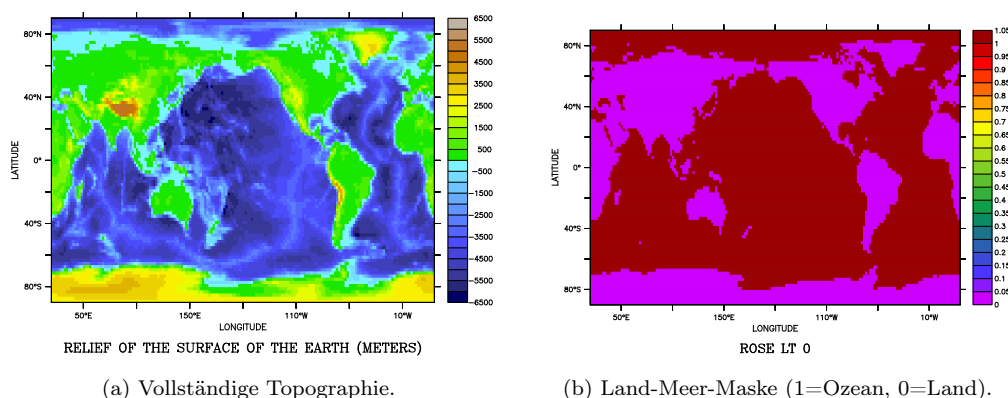 6500
5500
4500
3500
2500
1500
500
-500
-1500
-2500
-3500
-4500
-5500
-6500
80°N
40°N
0°
40°S
80°S
LATITUDE
50°E
150°E
110°W
10°W
LONGITUDE
RELIEF OF THE SURFACE OF THE EARTH (METERS)
(a) Vollständige Topographie.
1.05
1
0.95
0.9
0.85
0.8
0.75
0.7
0.65
0.6
0.55
0.5
0.45
0.4
0.35
0.3
0.25
0.2
0.15
0.1
0.05
0
80°N
40°N
0°
40°S
80°S
LATITUDE
50°E
150°E
110°W
10°W
LONGITUDE
ROSE LT 0
(b) Land-Meer-Maske (1=Ozean, 0=Land).